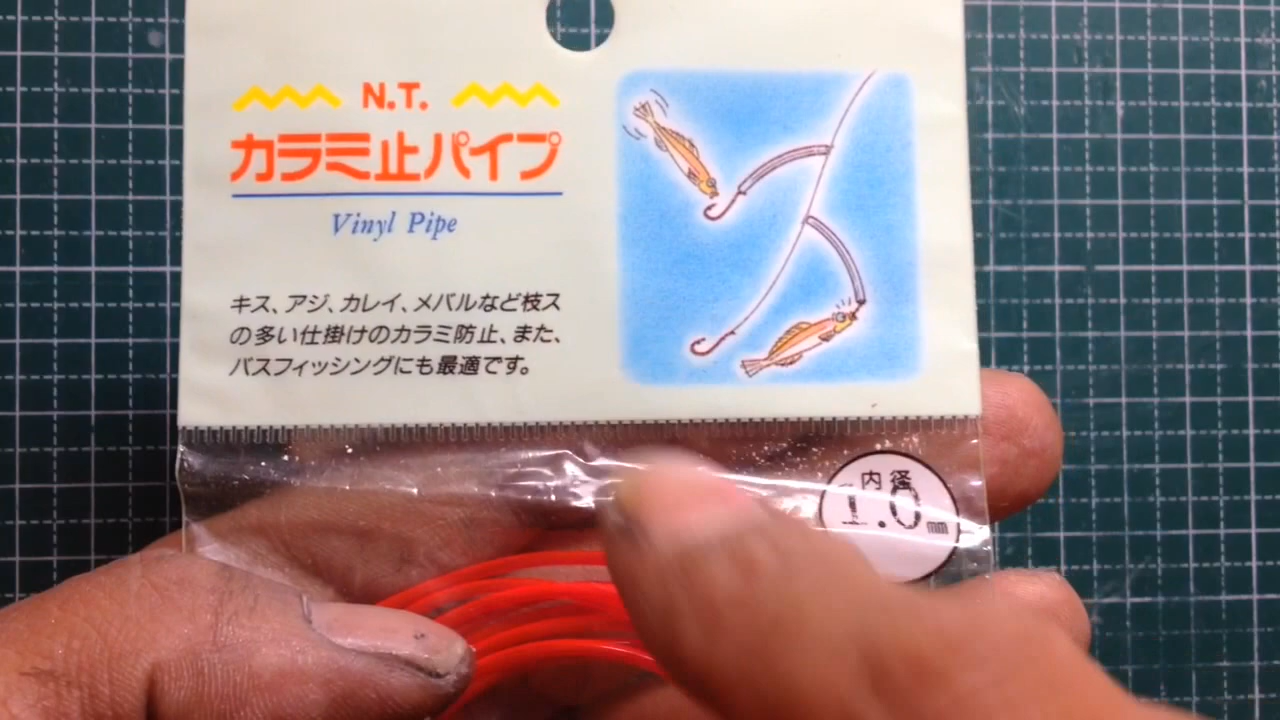 N.T.
カラミ止パイプ
Vinyl Pipe
キス、アジ、カレイ、メバルなど枝ス
の多い仕掛けのカラミ防止、また、
バスフィッシングにも最適です。
内径
1.0mm